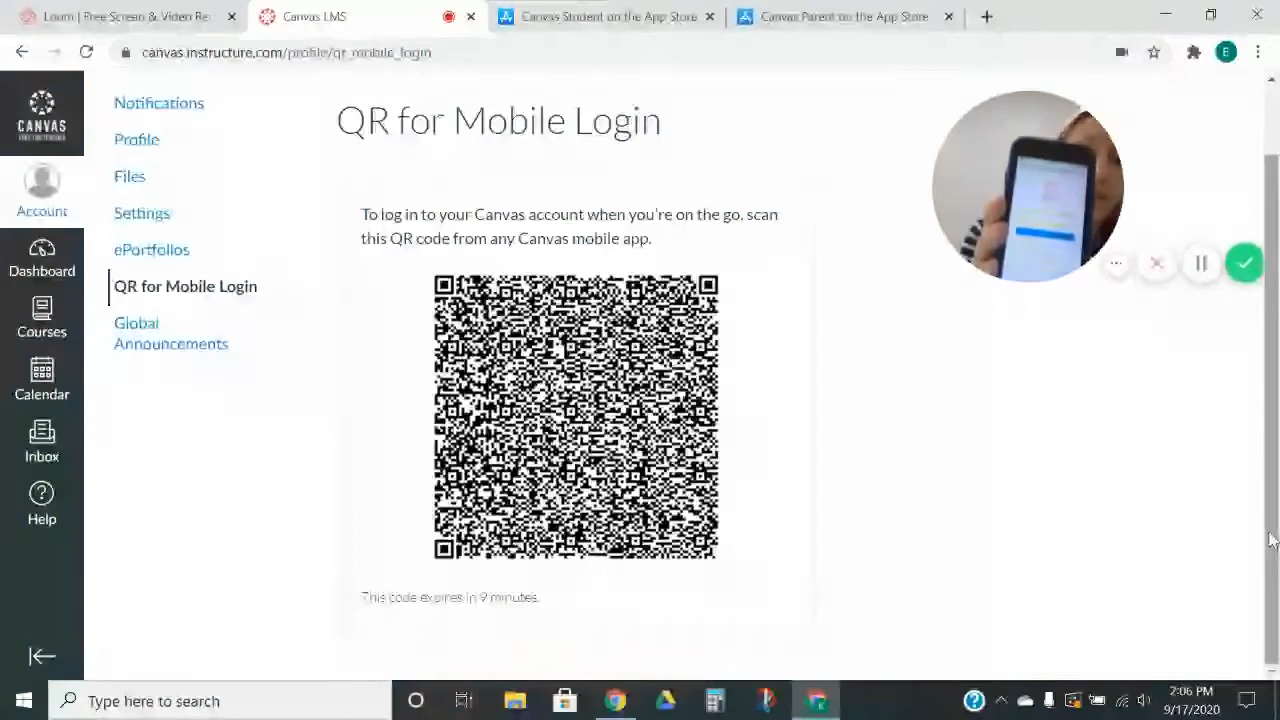 Loom | Free Screen & Video Re
Canvas LMS
Canvas Student on the App Store
Canvas Parent on the App Store
canvas.instructure.com/profile/qr_mobile_login
E
CANVAS
Account
Dashboard
Courses
Calendar
Inbox
Help
Notifications
Profile
Files
Settings
ePortfolios
QR for Mobile Login
Global
Announcements
QR for Mobile Login
To log in to your Canvas account when you're on the go, scan
this QR code from any Canvas mobile app.
This code expires in 9 minutes.
Type here to search
2:06 PM
9/17/2020